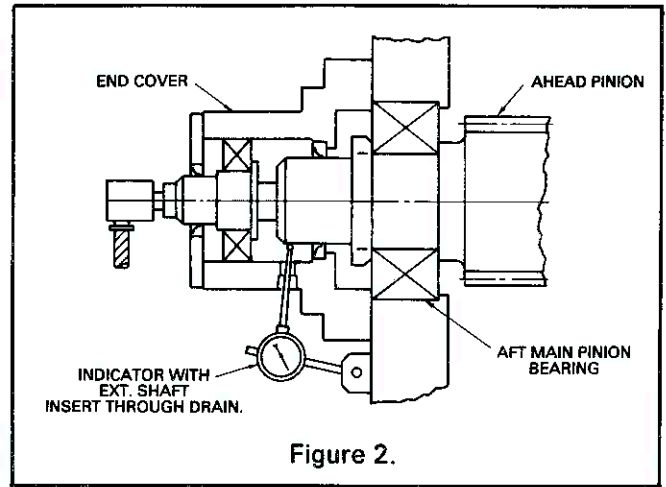 END COVER
AHEAD PINION
AFT MAIN PINION
BEARING
INDICATOR WITH
EXT. SHAFT
INSERT THROUGH DRAIN.
Figure 2.